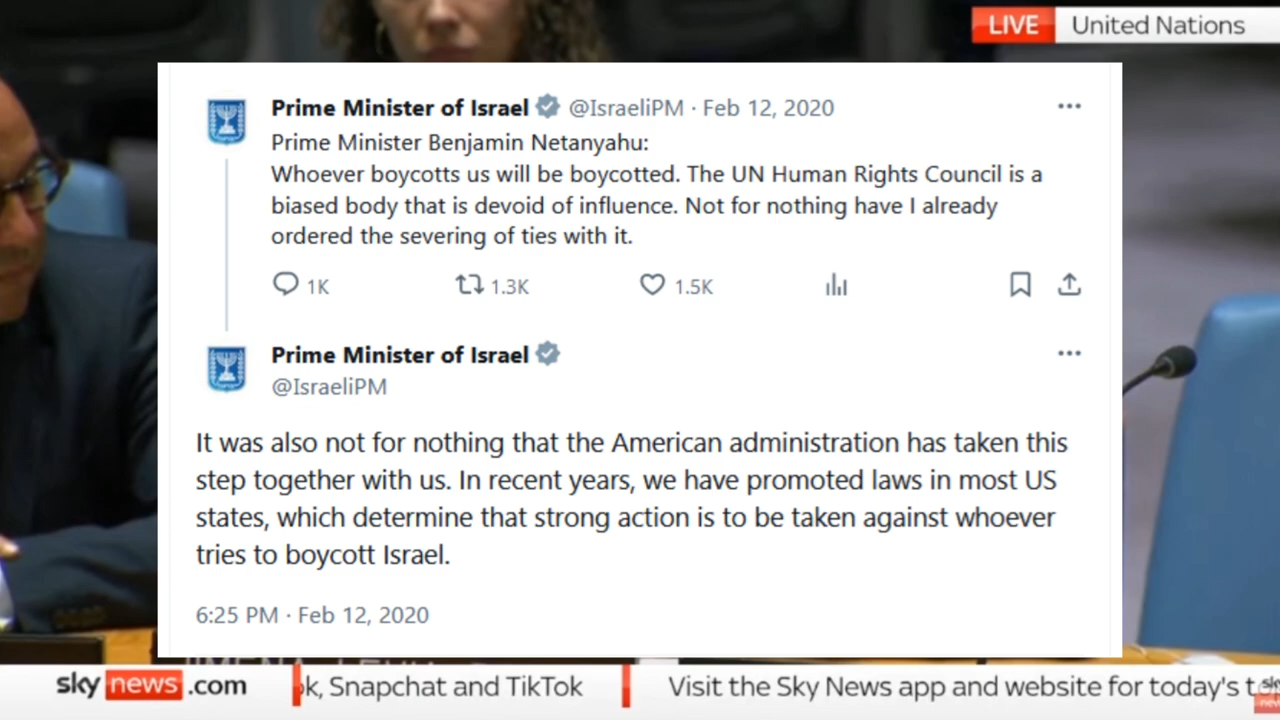 LIVE United Nations
Prime Minister of Israel @IsraeliPM · Feb 12, 2020
Prime Minister Benjamin Netanyahu:
Whoever boycotts us will be boycotted. The UN Human Rights Council is a
biased body that is devoid of influence. Not for nothing have I already
ordered the severing of ties with it.
1K 1.3K 1.5K
Prime Minister of Israel
@IsraeliPM
It was also not for nothing that the American administration has taken this
step together with us. In recent years, we have promoted laws in most US
states, which determine that strong action is to be taken against whoever
tries to boycott Israel.
6:25 PM · Feb 12, 2020
sky news.com k, Snapchat and TikTok Visit the Sky News app and website for today's